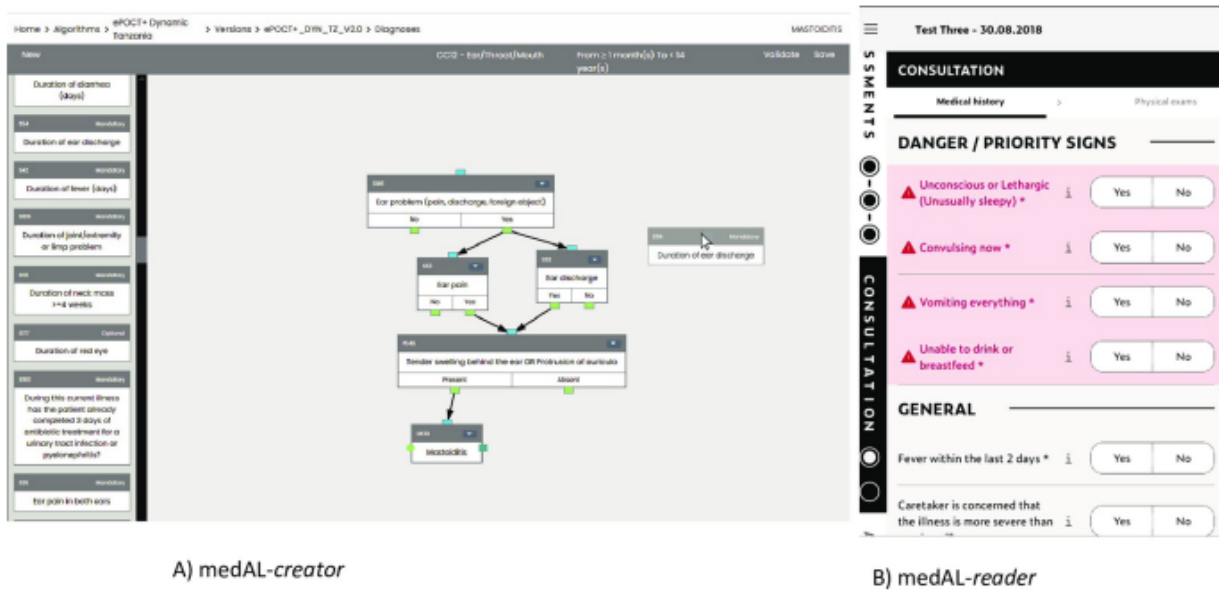 Home > Algorithms > ePOCT+ Dynamic Tanzania > Versions > ePOCT+_DYN_TZ_V2.0 > Diagnoses
MASTOIDITIS
New
CC12 - Ear/Throat/Mouth
From ≥ 1 month(s) To < 14 year(s)
Validate
Save
Duration of diarrhea
(days)
Mandatory
Duration of ear discharge
Mandatory
Duration of fever (days)
Mandatory
Duration of joint/extremity
or limp problem
Mandatory
Duration of neck mass
>=4 weeks
Optional
Duration of red eye
Mandatory
During this current illness
has the patient already
completed 3 days of
antibiotic treatment for a
urinary tract infection or
pyelonephritis?
Mandatory
Ear pain in both ears
Ear problem (pain, discharge, foreign object)
No
Yes
Ear pain
No
Yes
Ear discharge
Yes
No
Mandatory
Duration of ear discharge
Tender swelling behind the ear OR Protrusion of auricula
Present
Absent
Mastoiditis
A) medAL-creator
Test Three - 30.08.2018
SSMENTS
CONSULTATION
CONSULTATION
Medical history
>
Physical exams
DANGER / PRIORITY SIGNS
Unconscious or Lethargic
(Unusually sleepy) *
i
Yes
No
Convulsing now *
Yes
No
Vomiting everything *
i
Yes
No
Unable to drink or
breastfeed *
i
Yes
No
GENERAL
Fever within the last 2 days *
i
Yes
No
Caretaker is concerned that
the illness is more severe than
i
Yes
No
B) medAL-reader